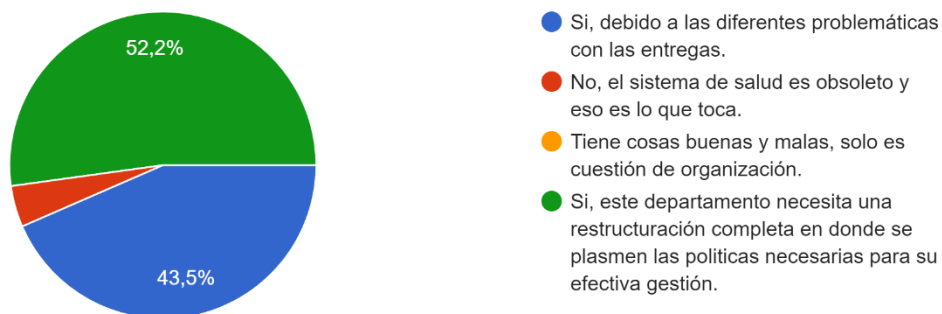 52,2%
43,5%
Si, debido a las diferentes problemáticas
con las entregas.
No, el sistema de salud es obsoleto y
eso es lo que toca.
Tiene cosas buenas y malas, solo es
cuestión de organización.
Si, este departamento necesita una
restructuración completa en donde se
plasmen las politicas necesarias para su
efectiva gestión.